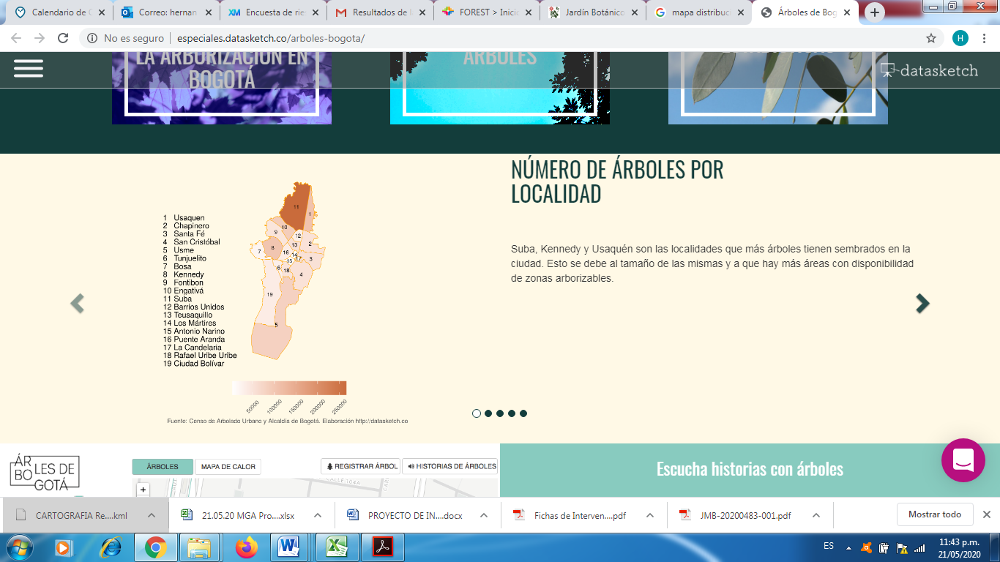 Calendario de C
Correo: hernan
Encuesta de rie
Resultados de l
FOREST > Inicio
Jardín Botánico
mapa distribuci
Árboles de Bog
No es seguro
especiales.datasketch.co/arboles-bogota/
H
LA ARBORIZACIÓN EN
BOGOTÁ
ÁRBOLES
datasketch
NÚMERO DE ÁRBOLES POR
LOCALIDAD
Suba, Kennedy y Usaquén son las localidades que más árboles tienen sembrados en la
ciudad. Esto se debe al tamaño de las mismas y a que hay más áreas con disponibilidad
de zonas arborizables.
1 Usaquen
2 Chapinero
3 Santa Fé
4 San Cristóbal
5 Usme
6 Tunjuelito
7 Bosa
8 Kennedy
9 Fontibon
10 Engativá
11 Suba
12 Barrios Unidos
13 Teusaquillo
14 Los Mártires
15 Antonio Narino
16 Puente Aranda
17 La Candelaria
18 Rafael Uribe Uribe
19 Ciudad Bolívar
11
1
10
9
12
2
13
8
7
16
14
17
3
15
6
18
4
19
5
50000
100000
150000
200000
250000
Fuente: Censo de Arbolado Urbano y Alcaldía de Bogotá. Elaboración http://datasketch.co
ÁR
BO LES DE
GOTÁ
ÁRBOLES
MAPA DE CALOR
REGISTRAR ÁRBOL
HISTORIAS DE ÁRBOLES
+
CALLE 104A
Escucha historias con árboles
CARTOGRAFIA Re....kml
21.05.20 MGA Pro....xlsx
PROYECTO DE IN....docx
Fichas de Interven....pdf
JMB-20200483-001.pdf
Mostrar todo
ES
11:43 p.m.
21/05/2020